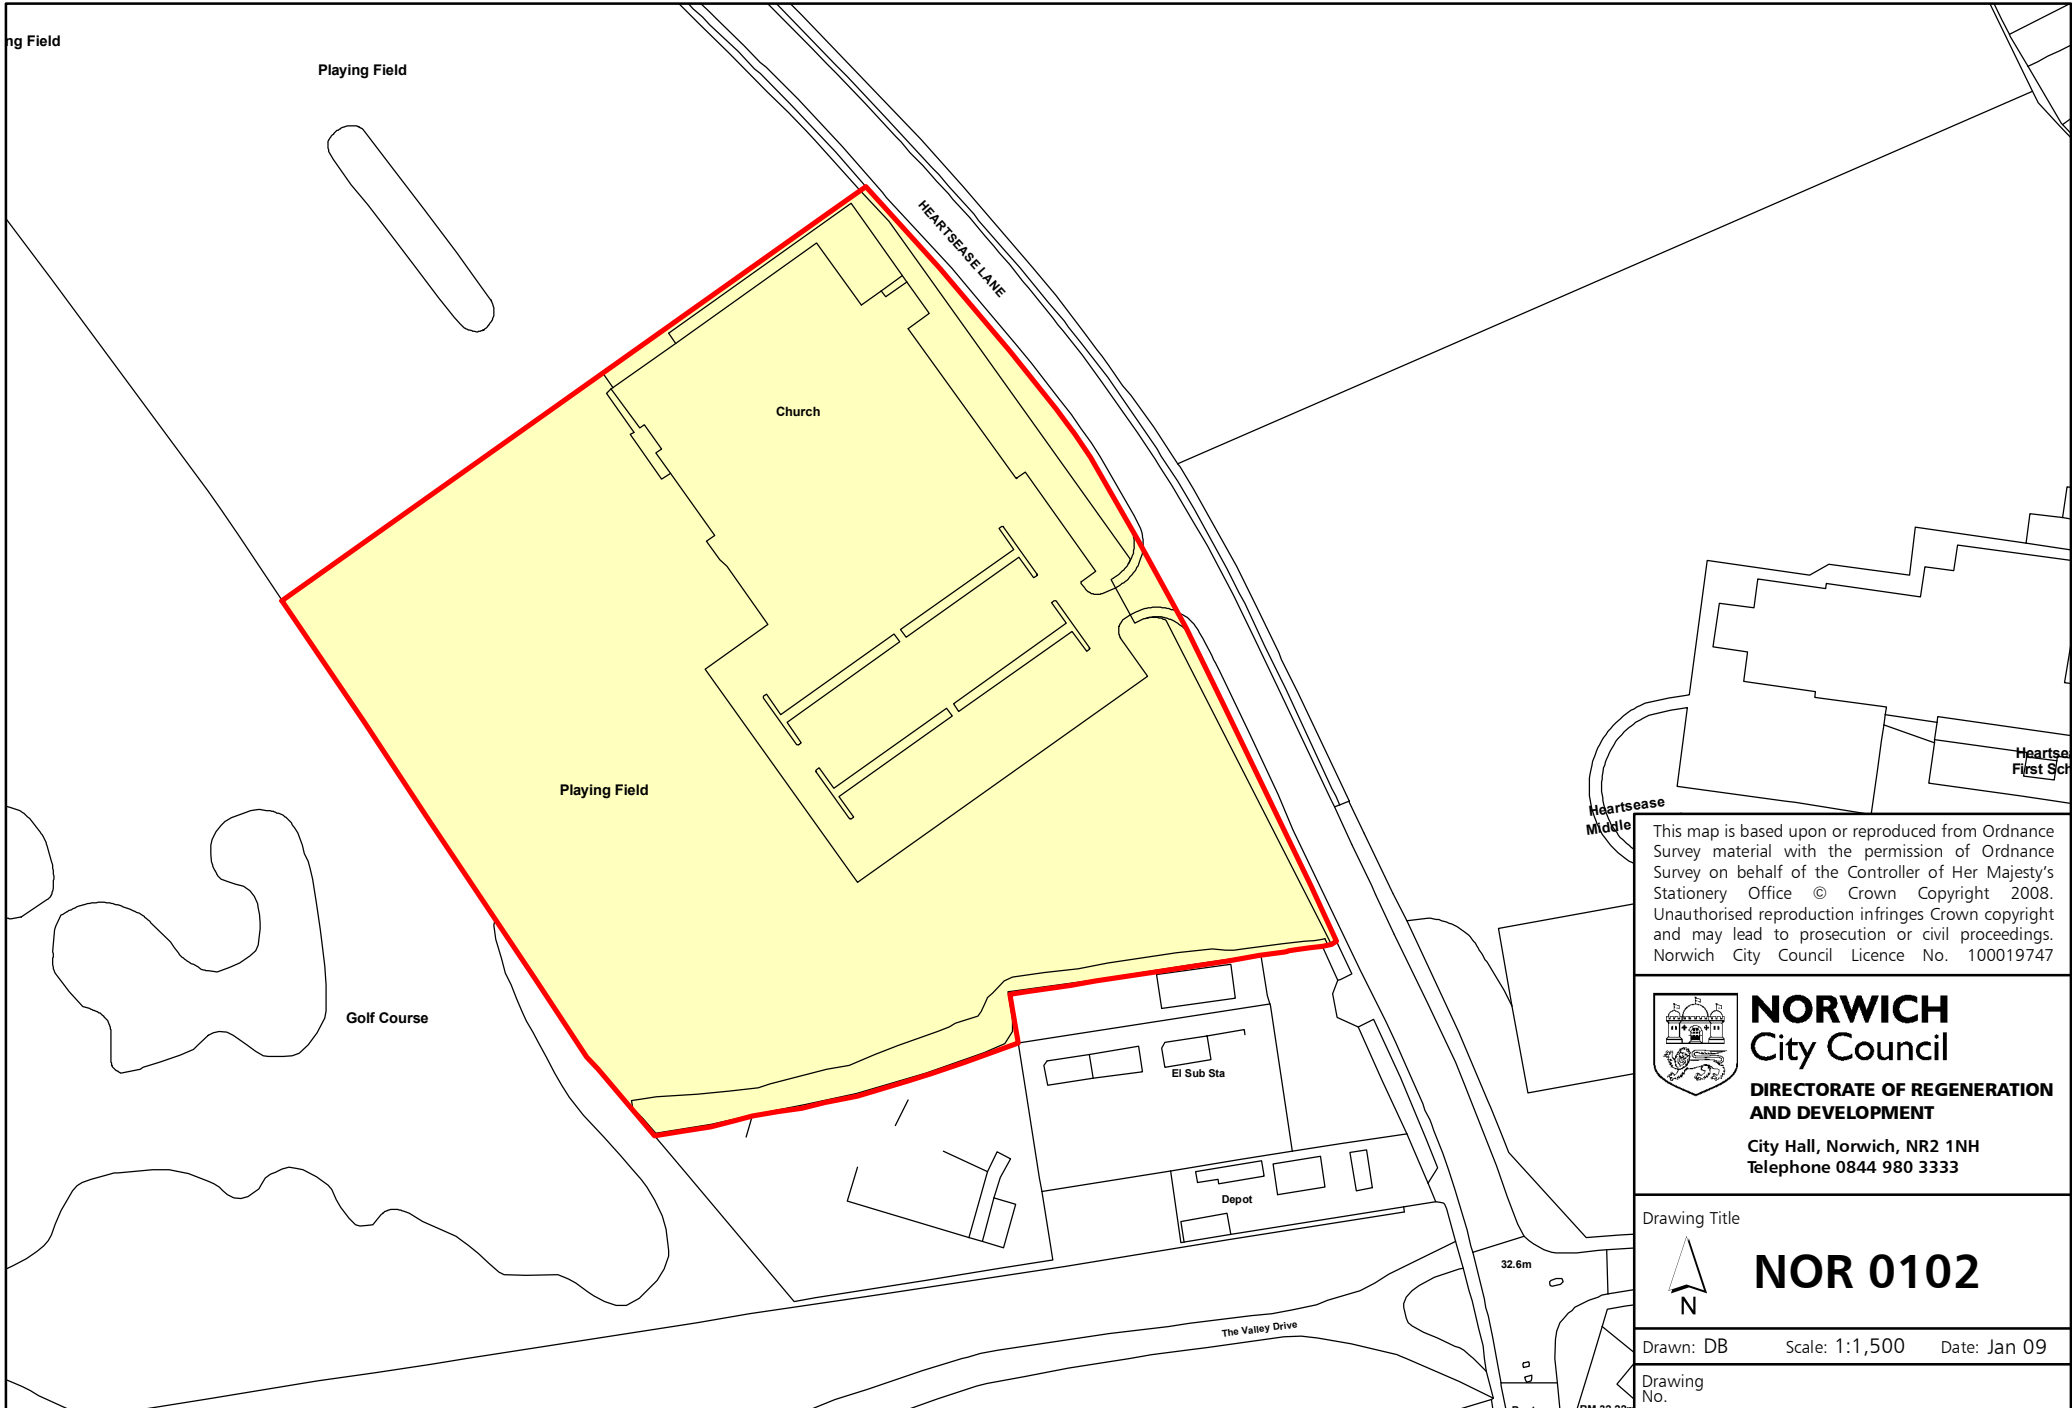 ng Field
Playing Field
HEARTSEASE LANE
Church
Playing Field
Golf Course
El Sub Sta
Depot
The Valley Drive
32.6m
Heartsease
Middle
Heartse
First Sch
This map is based upon or reproduced from Ordnance
Survey material with the permission of Ordnance
Survey on behalf of the Controller of Her Majesty's
Stationery Office © Crown Copyright 2008.
Unauthorised reproduction infringes Crown copyright
and may lead to prosecution or civil proceedings.
Norwich City Council Licence No. 100019747
NORWICH
City Council
DIRECTORATE OF REGENERATION
AND DEVELOPMENT
City Hall, Norwich, NR2 1NH
Telephone 0844 980 3333
Drawing Title
NOR 0102
N
Drawn: DB Scale: 1:1,500 Date: Jan 09
Drawing
No.